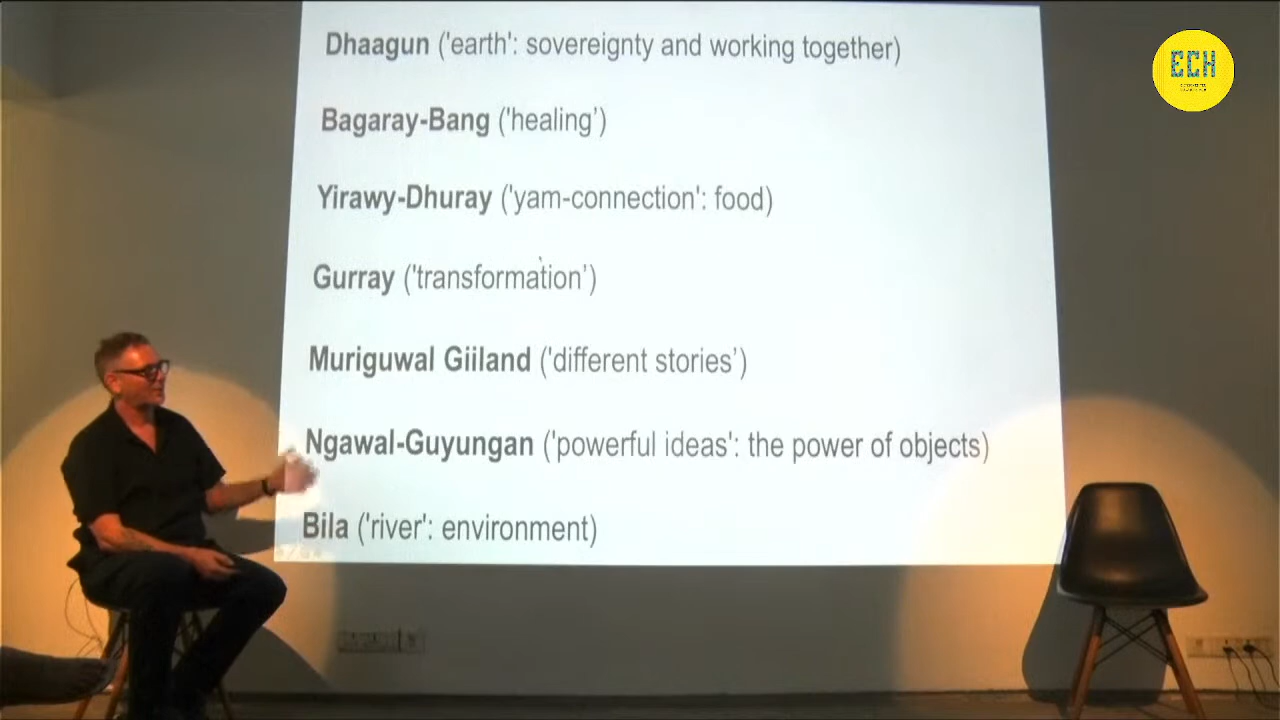 Dhaagun ('earth': sovereignty and working together)
Bagaray-Bang ('healing')
Yirawy-Dhuray ('yam-connection': food)
Gurray ('transformation')
Muriguwal Giiland ('different stories')
Ngawal-Guyungan ('powerful ideas': the power of objects)
Bila ('river': environment)
ECH